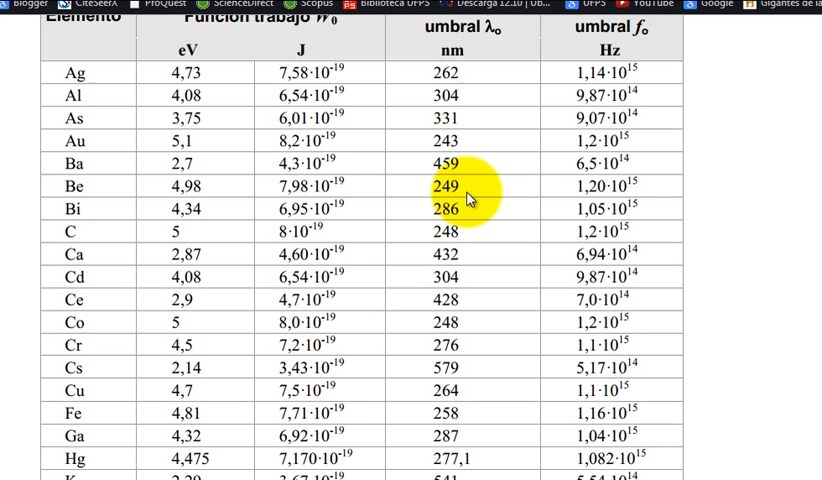 Blogger CiteSeerX ProQuest ScienceDirect Scopus Biblioteca UFPS Descarga 12.10 | Ub... UFPS YouTube Google Gigantes de la
Elemento Función trabajo W₀ umbral λₒ umbral fₒ
eV J nm Hz
Ag 4,73 7,58·10⁻¹⁹ 262 1,14·10¹⁵
Al 4,08 6,54·10⁻¹⁹ 304 9,87·10¹⁴
As 3,75 6,01·10⁻¹⁹ 331 9,07·10¹⁴
Au 5,1 8,2·10⁻¹⁹ 243 1,2·10¹⁵
Ba 2,7 4,3·10⁻¹⁹ 459 6,5·10¹⁴
Be 4,98 7,98·10⁻¹⁹ 249 1,20·10¹⁵
Bi 4,34 6,95·10⁻¹⁹ 286 1,05·10¹⁵
C 5 8·10⁻¹⁹ 248 1,2·10¹⁵
Ca 2,87 4,60·10⁻¹⁹ 432 6,94·10¹⁴
Cd 4,08 6,54·10⁻¹⁹ 304 9,87·10¹⁴
Ce 2,9 4,7·10⁻¹⁹ 428 7,0·10¹⁴
Co 5 8,0·10⁻¹⁹ 248 1,2·10¹⁵
Cr 4,5 7,2·10⁻¹⁹ 276 1,1·10¹⁵
Cs 2,14 3,43·10⁻¹⁹ 579 5,17·10¹⁴
Cu 4,7 7,5·10⁻¹⁹ 264 1,1·10¹⁵
Fe 4,81 7,71·10⁻¹⁹ 258 1,16·10¹⁵
Ga 4,32 6,92·10⁻¹⁹ 287 1,04·10¹⁵
Hg 4,475 7,170·10⁻¹⁹ 277,1 1,082·10¹⁵
K 2,29 3,67·10⁻¹⁹ 541 5,54·10¹⁴